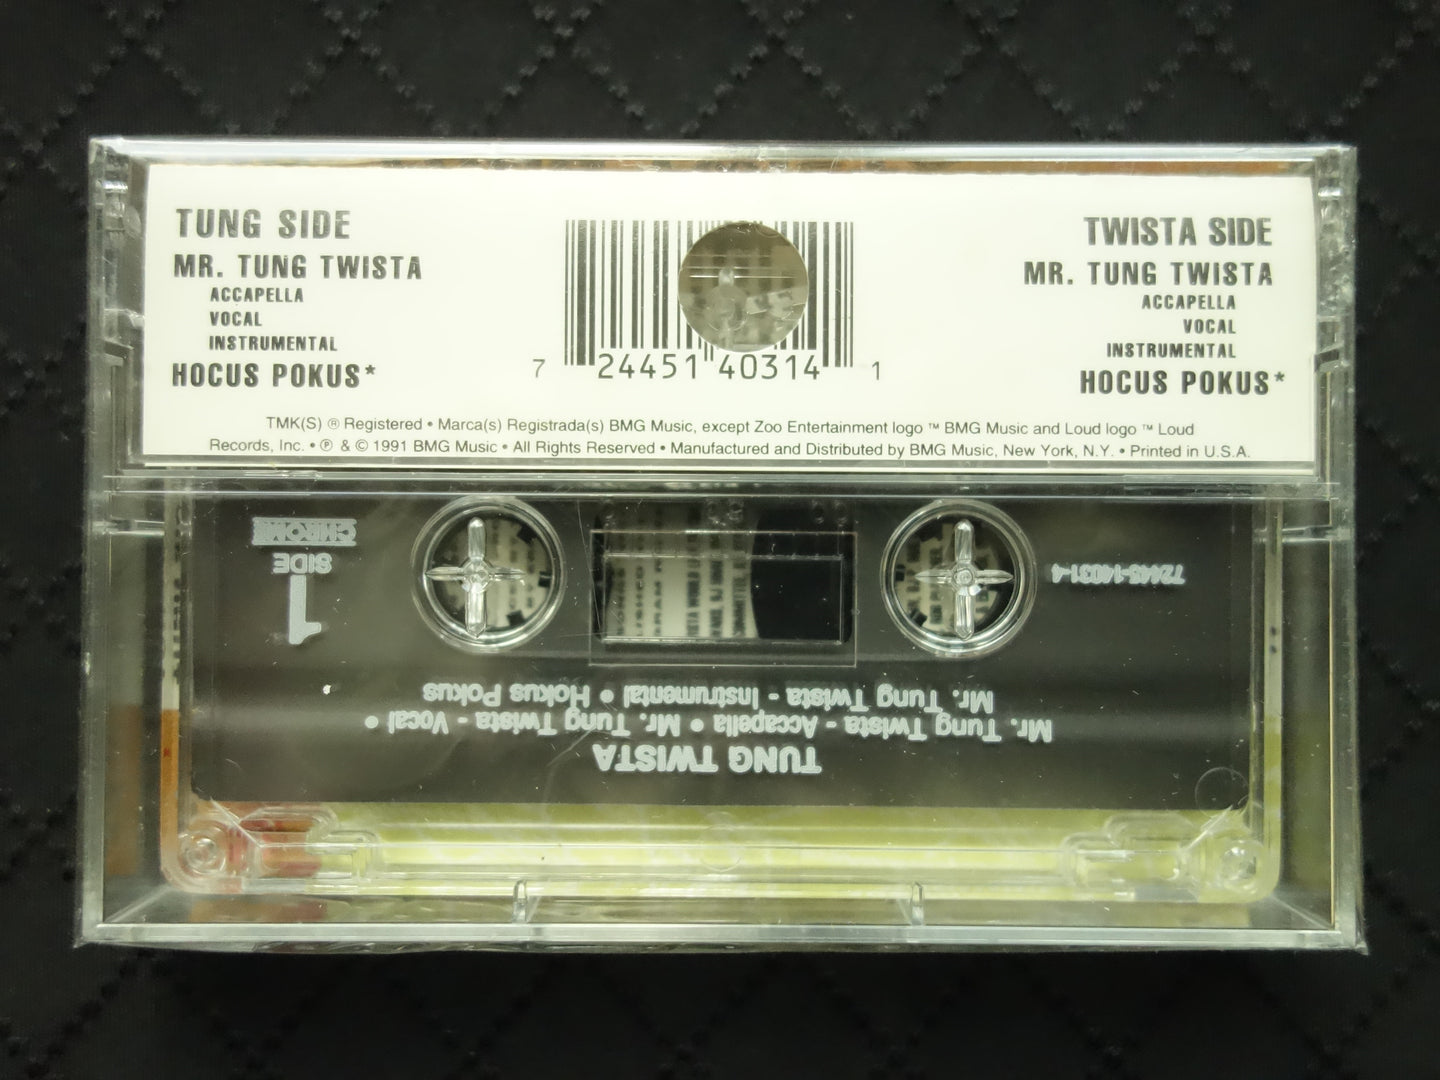 TUNG SIDE
MR. TUNG TWISTA
ACCAPELLA
VOCAL
INSTRUMENTAL
HOCUS POKUS*
7 24451 40314 1
TWISTA SIDE
MR. TUNG TWISTA
ACCAPELLA
VOCAL
INSTRUMENTAL
HOCUS POKUS*
TMK(S) ® Registered • Marca(s) Registrada(s) BMG Music, except Zoo Entertainment logo ™ BMG Music and Loud logo ™ Loud
Records, Inc. • ℗ & © 1991 BMG Music • All Rights Reserved • Manufactured and Distributed by BMG Music, New York, N.Y. • Printed in U.S.A.
TUNG TWISTA
Mr. Tung Twista - Accapella • Mr. Tung Twista - Vocal •
Mr. Tung Twista - Instrumental • Hokus Pokus
72445-14031-4
1
SIDE
CHROME